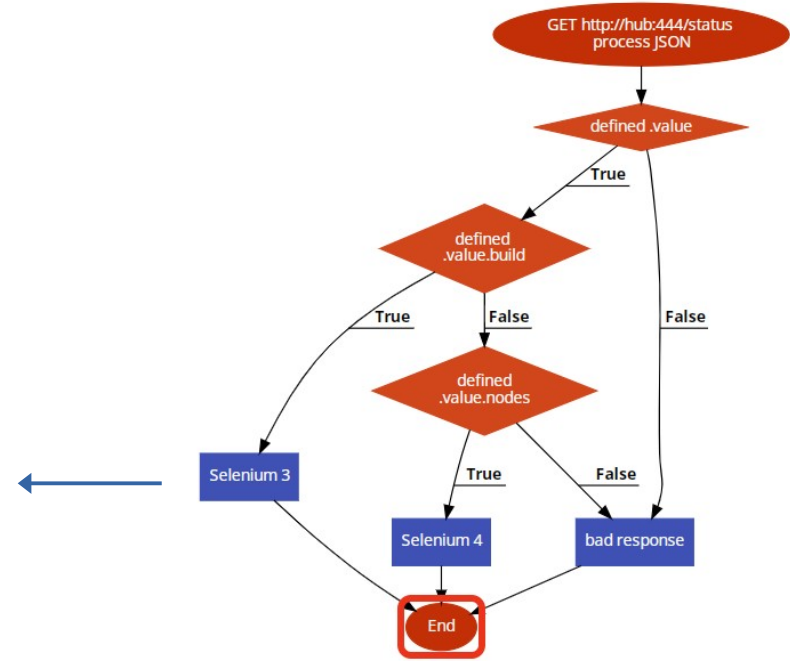 GET http://hub:444/status
process JSON
defined .value
True
defined
.value.build
True
False
False
defined
.value.nodes
Selenium 3
True
False
Selenium 4
bad response
End